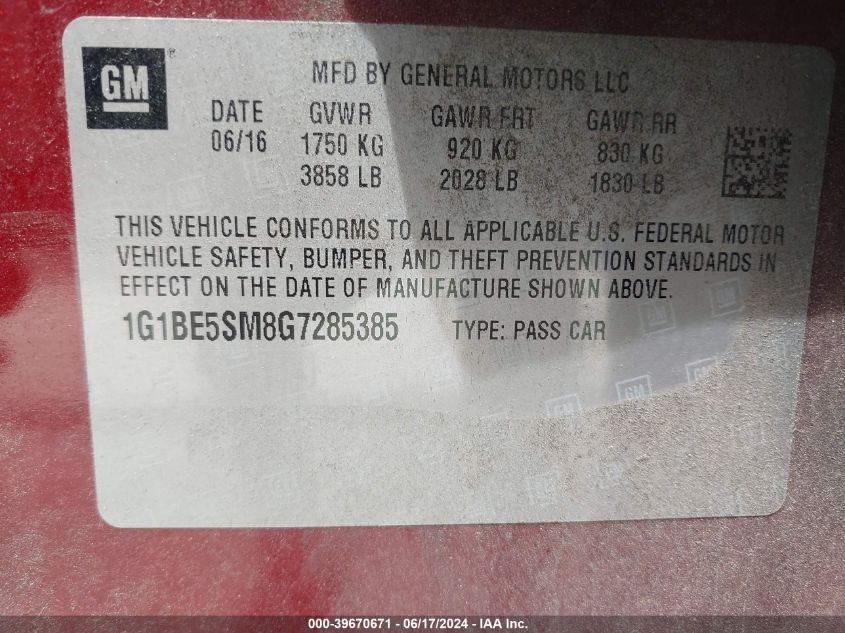 GM
MFD BY GENERAL MOTORS LLC
DATE GVWR GAWR FRT GAWR RR
06/16 1750 KG 920 KG 830 KG
3858 LB 2028 LB 1830 LB
THIS VEHICLE CONFORMS TO ALL APPLICABLE U.S. FEDERAL MOTOR
VEHICLE SAFETY, BUMPER, AND THEFT PREVENTION STANDARDS IN
EFFECT ON THE DATE OF MANUFACTURE SHOWN ABOVE.
1G1BE5SM8G7285385 TYPE: PASS CAR
GM GM GM
000-39670671 - 06/17/2024 - IAA Inc.